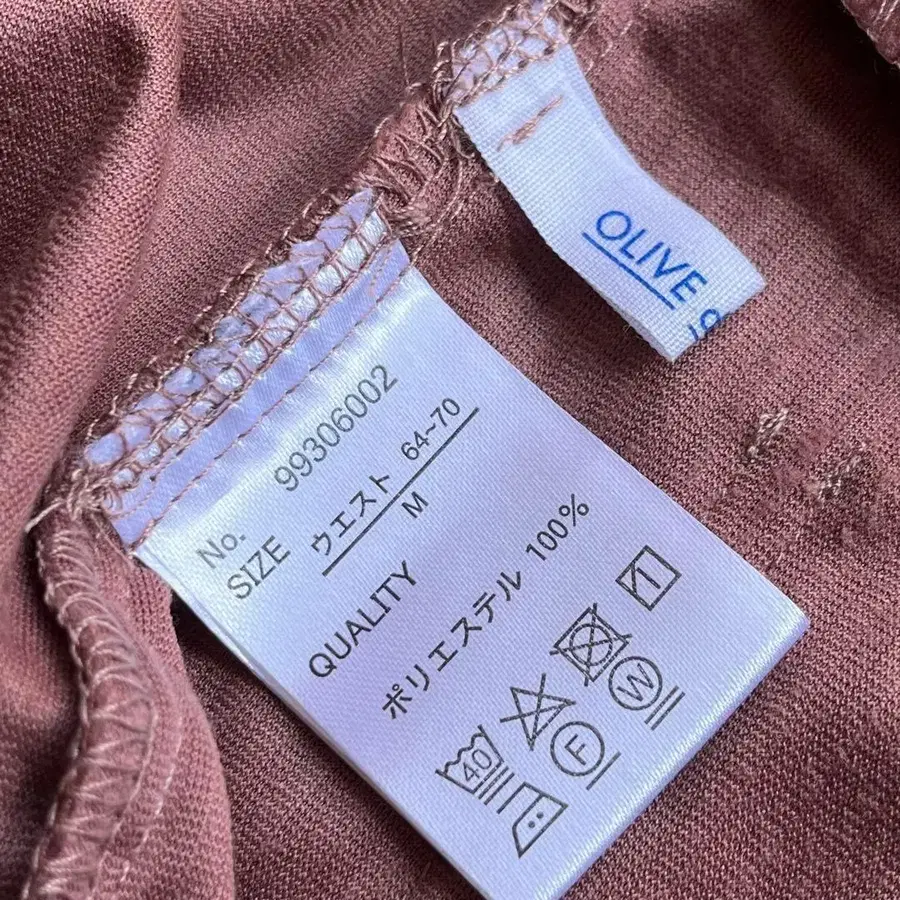 OLIVE
No. 99306002
SIZE ウエスト 64~70
M
QUALITY
ポリエステル 100%
40
F
W